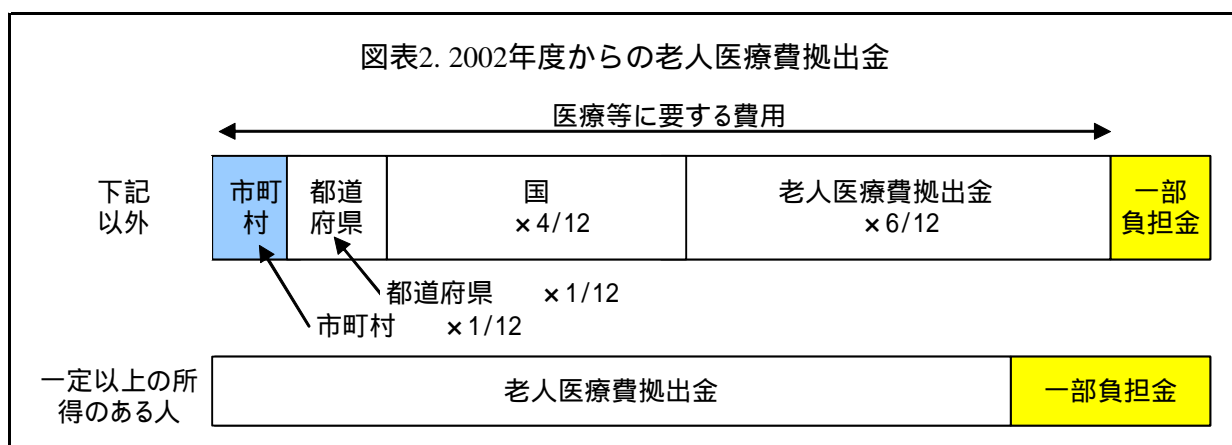 図表2. 2002年度からの老人医療費拠出金
医療等に要する費用
下記
以外
市町
村
都道
府県
国
×4/12
老人医療費拠出金
×6/12
一部
負担金
都道府県 ×1/12
市町村 ×1/12
一定以上の所
得のある人
老人医療費拠出金
一部負担金